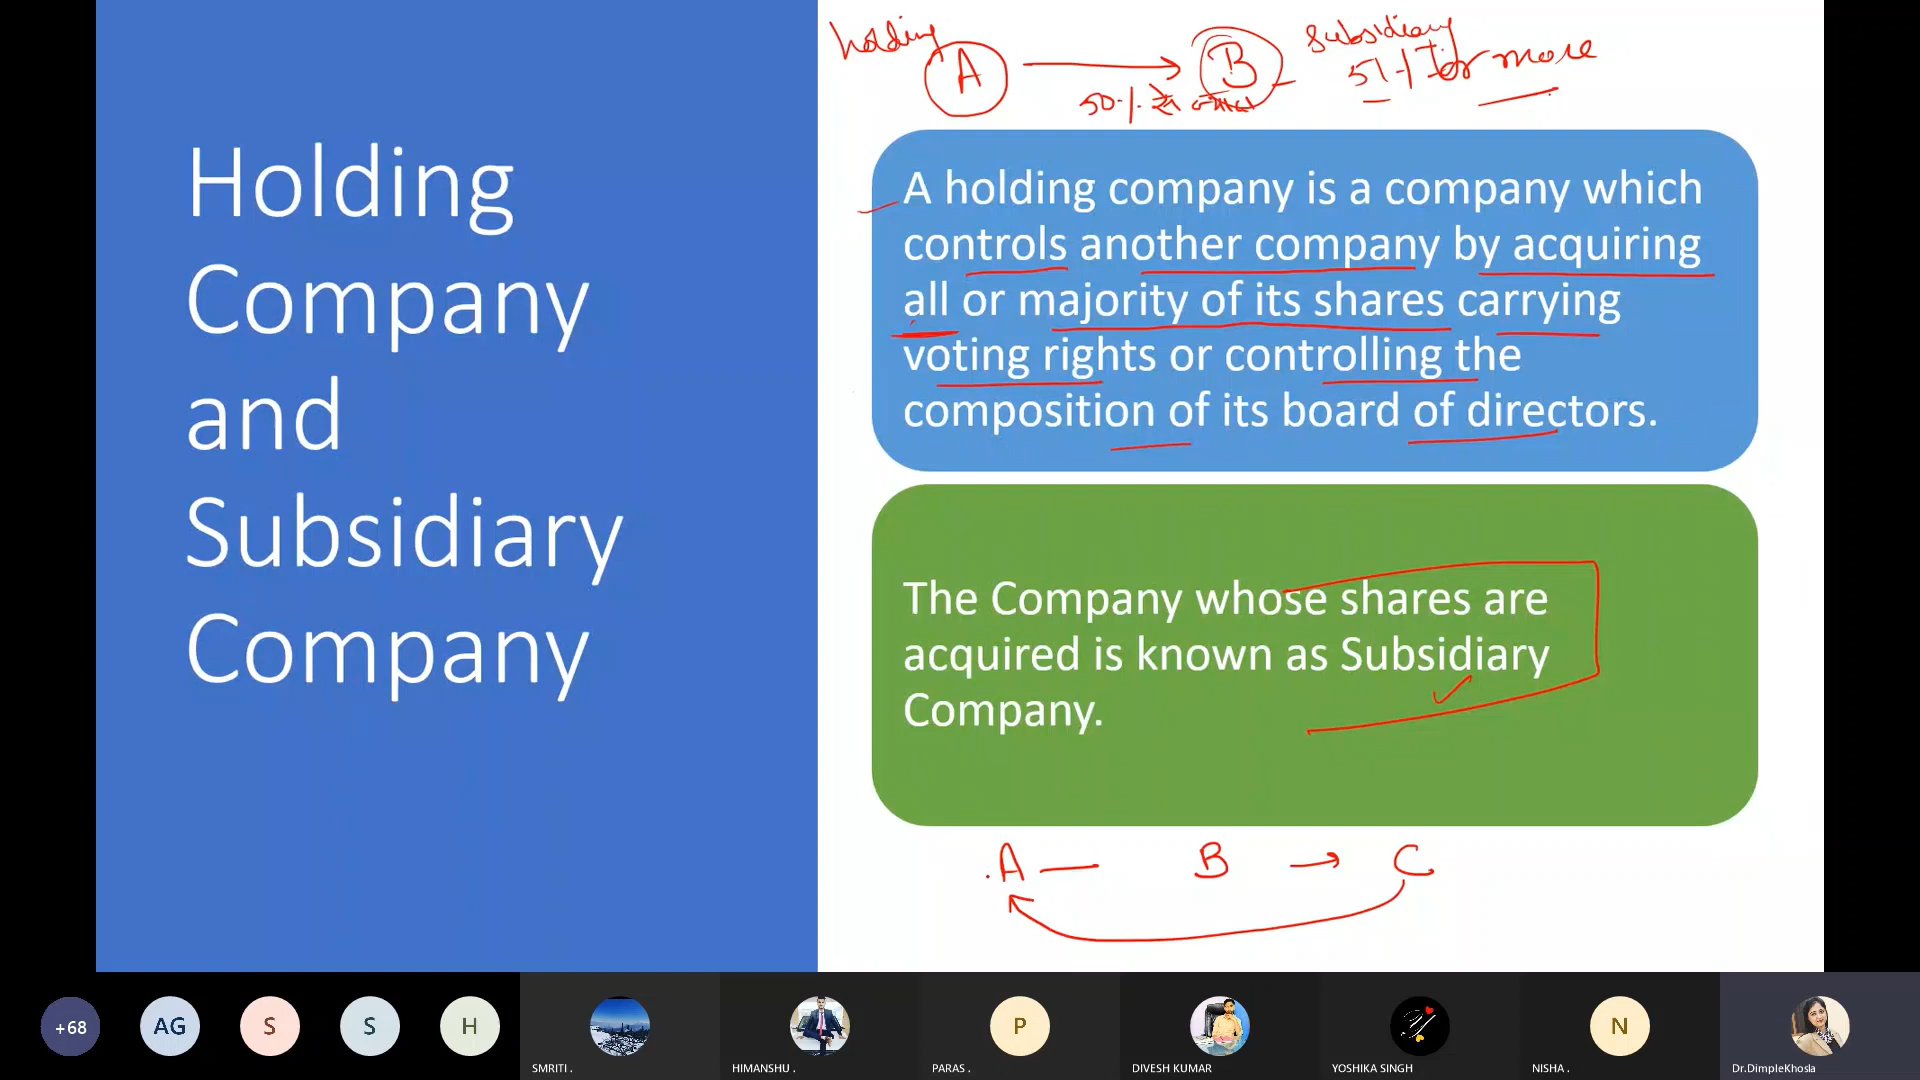 Holding
Company
and
Subsidiary
Company
holding
A
B
subsidiary
50%
51% or more
A holding company is a company which
controls another company by acquiring
all or majority of its shares carrying
voting rights or controlling the
composition of its board of directors.
The Company whose shares are
acquired is known as Subsidiary
Company.
A
B
C
+68
AG
S
S
H
P
N
SMRITI .
HIMANSHU .
PARAS .
DIVESH KUMAR
YOSHIKA SINGH
NISHA .
Dr.DimpleKhosla